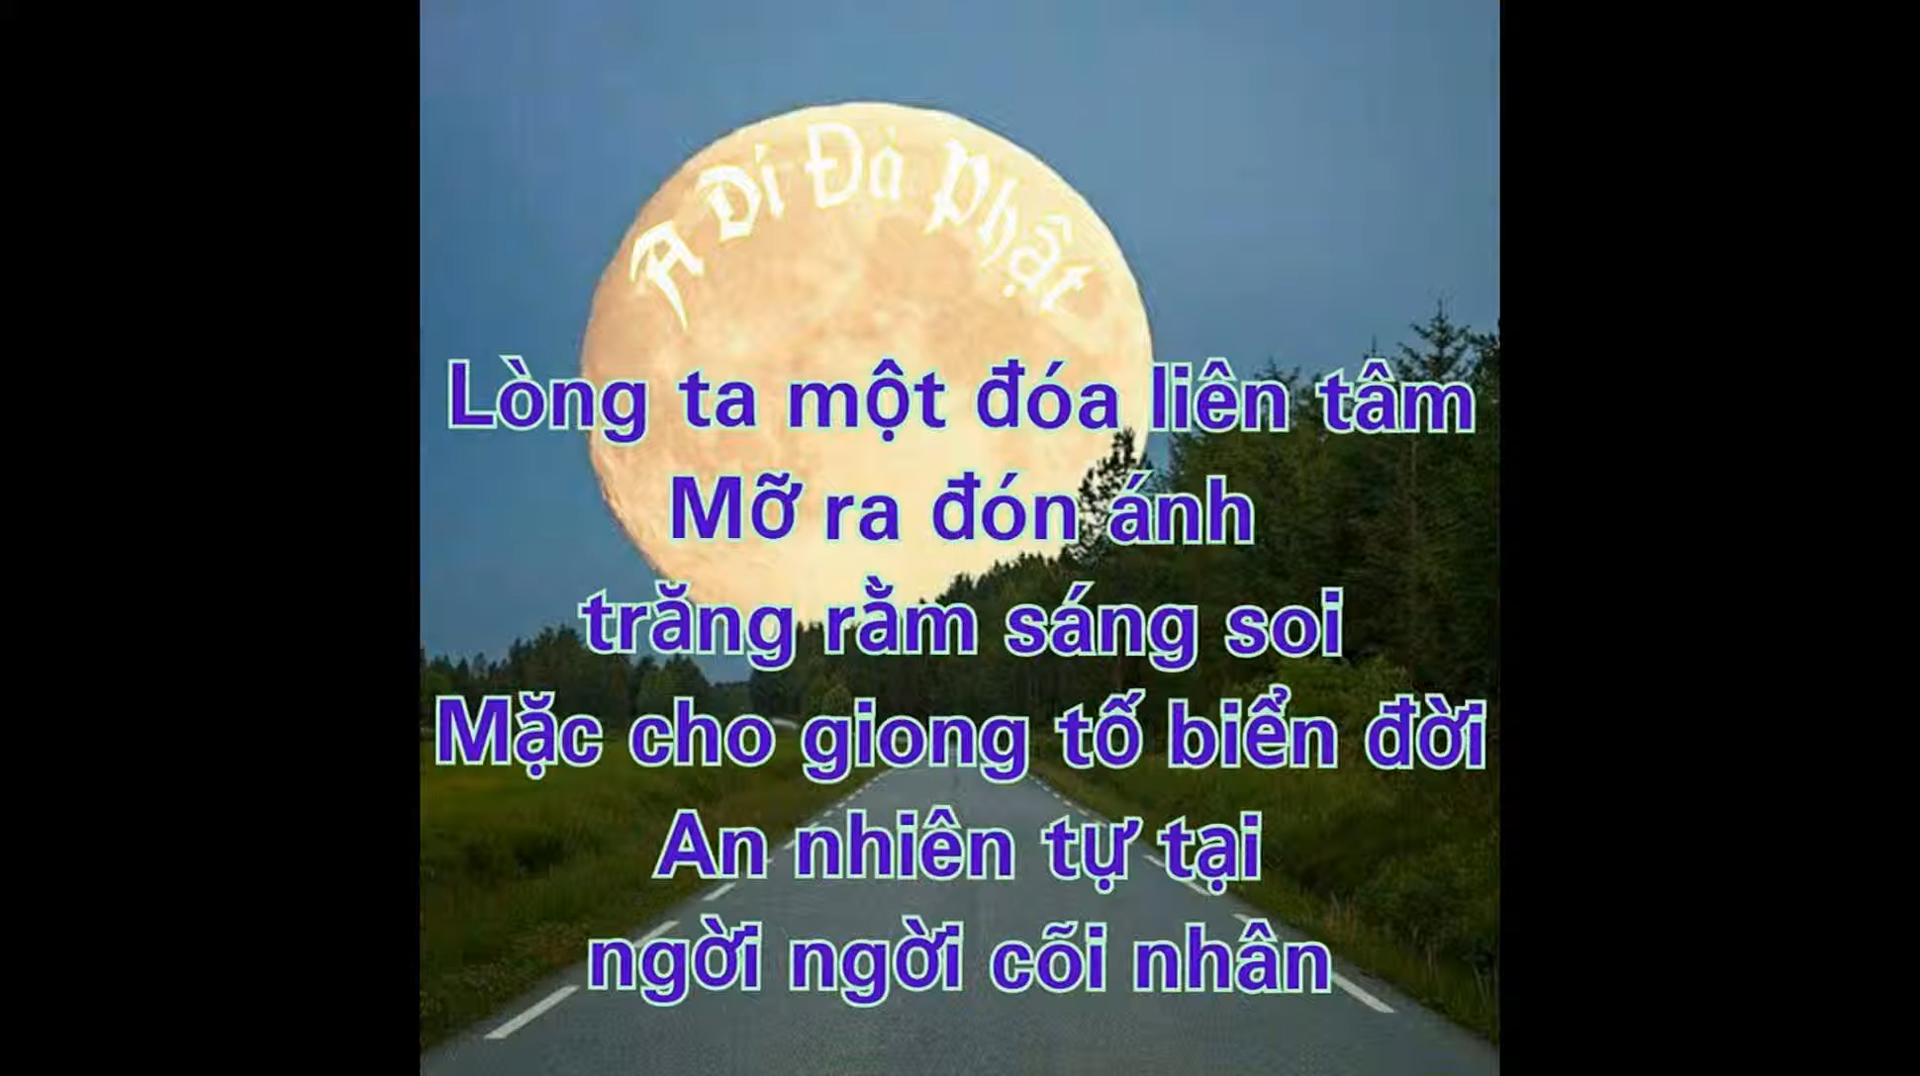 A Dí Đà Phật
Lòng ta một đóa liên tâm
Mỡ ra đón ánh
trăng rằm sáng soi
Mặc cho giong tố biển đời
An nhiên tự tại
ngời ngời cõi nhân